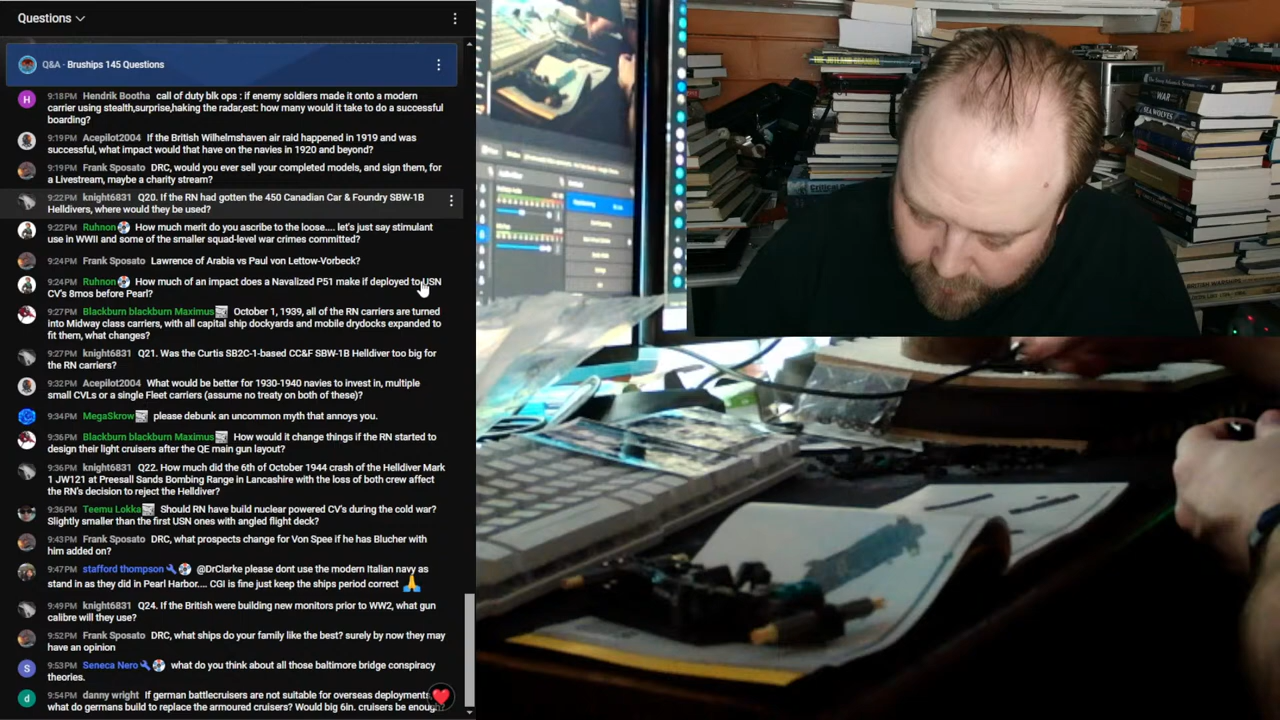 Questions
Q&A · Bruships 145 Questions
9:18PM Hendrik Bootha call of duty blk ops : if enemy soldiers made it onto a modern
carrier using stealth,surprise,haking the radar,est: how many would it take to do a successful
boarding?
9:19PM Acepilot2004 If the British Wilhelmshaven air raid happened in 1919 and was
successful, what impact would that have on the navies in 1920 and beyond?
9:19PM Frank Sposato DRC, would you ever sell your completed models, and sign them, for
a Livestream, maybe a charity stream?
9:22PM knight6831 Q20. If the RN had gotten the 450 Canadian Car & Foundry SBW-1B
Helldivers, where would they be used?
9:22PM Ruhnon How much merit do you ascribe to the loose.... let's just say stimulant
use in WWII and some of the smaller squad-level war crimes committed?
9:24PM Frank Sposato Lawrence of Arabia vs Paul von Lettow-Vorbeck?
9:24PM Ruhnon How much of an impact does a Navalized P51 make if deployed to USN
CV's 8mos before Pearl?
9:27PM Blackburn blackburn Maximus October 1, 1939, all of the RN carriers are turned
into Midway class carriers, with all capital ship dockyards and mobile drydocks expanded to
fit them, what changes?
9:27PM knight6831 Q21. Was the Curtis SB2C-1-based CC&F SBW-1B Helldiver too big for
the RN carriers?
9:32PM Acepilot2004 What would be better for 1930-1940 navies to invest in, multiple
small CVLs or a single Fleet carriers (assume no treaty on both of these)?
9:34PM MegaSkrow please debunk an uncommon myth that annoys you.
9:36PM Blackburn blackburn Maximus How would it change things if the RN started to
design their light cruisers after the QE main gun layout?
9:36PM knight6831 Q22. How much did the 6th of October 1944 crash of the Helldiver Mark
1 JW121 at Preesall Sands Bombing Range in Lancashire with the loss of both crew affect
the RN's decision to reject the Helldiver?
9:36PM Teemu Lokka Should RN have build nuclear powered CV's during the cold war?
Slightly smaller than the first USN ones with angled flight deck?
9:43PM Frank Sposato DRC, what prospects change for Von Spee if he has Blucher with
him added on?
9:47PM stafford thompson @DrClarke please dont use the modern Italian navy as
stand in as they did in Pearl Harbor.... CGI is fine just keep the ships period correct
9:49PM knight6831 Q24. If the British were building new monitors prior to WW2, what gun
calibre will they use?
9:52PM Frank Sposato DRC, what ships do your family like the best? surely by now they may
have an opinion
9:53PM Seneca Nero what do you think about all those baltimore bridge conspiracy
theories.
9:54PM danny wright If german battlecruisers are not suitable for overseas deployments,
what do germans build to replace the armoured cruisers? Would big 6in. cruisers be enough?
WAR
SEA WOLVES